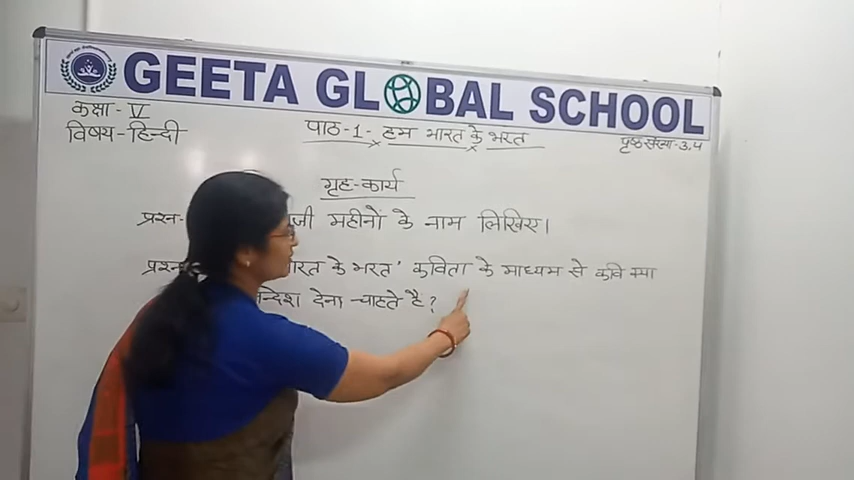 GEETA GLOBAL SCHOOL
कक्षा - V
विषय - हिन्दी
पाठ-1- हम भारत के भरत
पृष्ठ संख्या-3,4
गृह-कार्य
प्रश्न- महीनों के नाम लिखिए।
प्रश्न के भरत' कविता के माध्यम से कवि क्या
देना चाहते है?